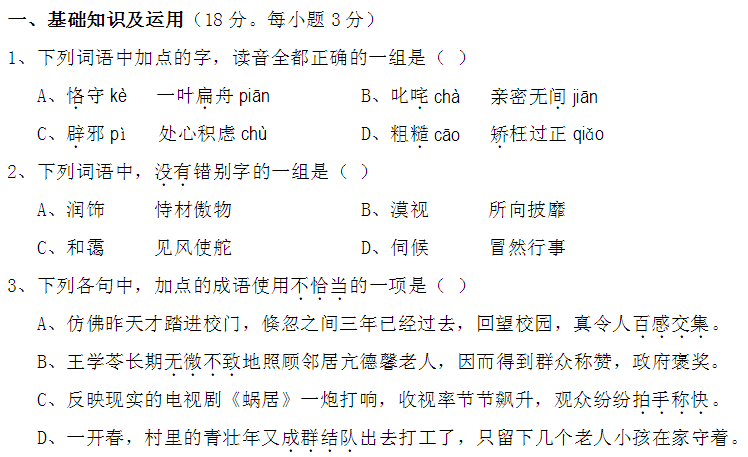 一、基础知识及运用（18 分。每小题 3 分）
1、下列词语中加点的字，读音全都正确的一组是（ ）
A、恪守 kè 一叶扁舟 piān B、叱咤 chà 亲密无间 jiān
C、辟邪 pì 处心积虑 chù D、粗糙 cāo 矫枉过正 qiǎo
2、下列词语中，没有错别字的一组是（ ）
A、润饰 恃材傲物 B、漠视 所向披靡
C、和蔼 见风使舵 D、伺候 冒然行事
3、下列各句中，加点的成语使用不恰当的一项是（ ）
A、仿佛昨天才踏进校门，倏忽之间三年已经过去，回望校园，真令人百感交集。
B、王学苓长期无微不致地照顾邻居亢德馨老人，因而得到群众称赞，政府褒奖。
C、反映现实的电视剧《蜗居》一炮打响，收视率节节飙升，观众纷纷拍手称快。
D、一开春，村里的青壮年又成群结队出去打工了，只留下几个老人小孩在家守着。